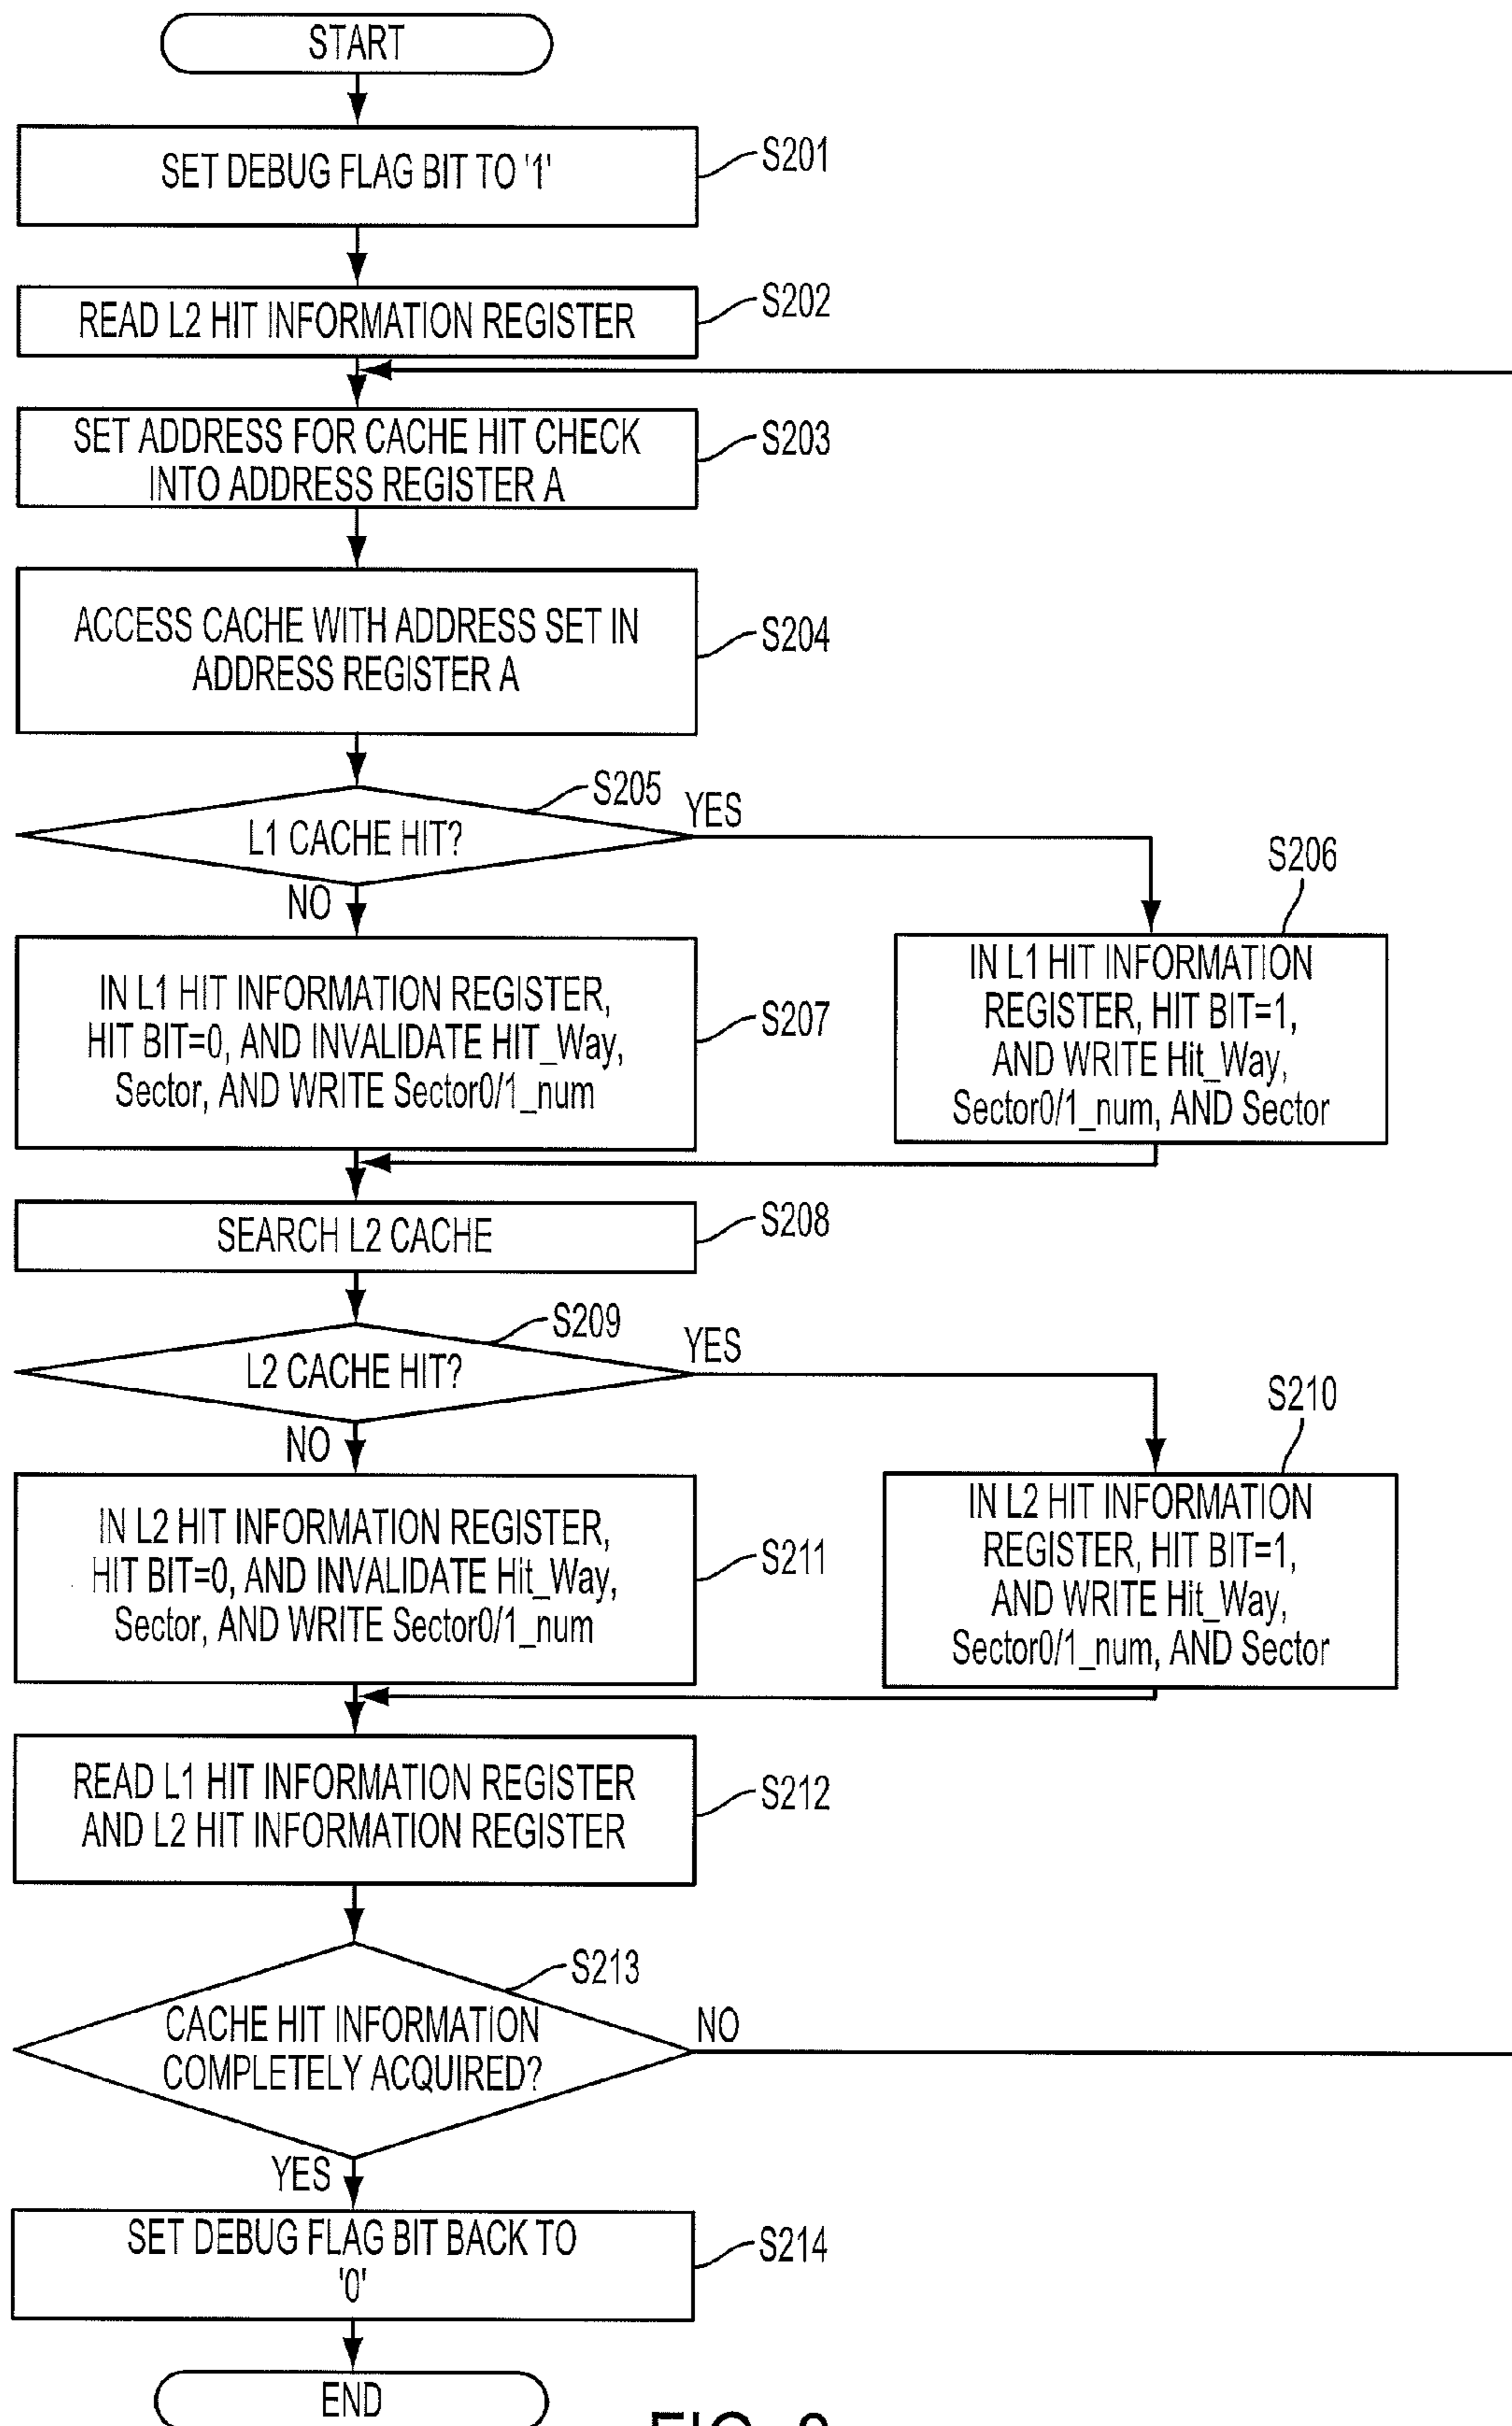 START
SET DEBUG FLAG BIT TO '1'
S201
READ L2 HIT INFORMATION REGISTER
S202
SET ADDRESS FOR CACHE HIT CHECK
INTO ADDRESS REGISTER A
S203
ACCESS CACHE WITH ADDRESS SET IN
ADDRESS REGISTER A
S204
L1 CACHE HIT?
S205
YES
NO
S206
IN L1 HIT INFORMATION
REGISTER, HIT BIT=1,
AND WRITE Hit_Way,
Sector0/1_num, AND Sector
IN L1 HIT INFORMATION REGISTER,
HIT BIT=0, AND INVALIDATE HIT_Way,
Sector, AND WRITE Sector0/1_num
S207
SEARCH L2 CACHE
S208
L2 CACHE HIT?
S209
YES
NO
S210
IN L2 HIT INFORMATION
REGISTER, HIT BIT=1,
AND WRITE Hit_Way,
Sector0/1_num, AND Sector
IN L2 HIT INFORMATION REGISTER,
HIT BIT=0, AND INVALIDATE Hit_Way,
Sector, AND WRITE Sector0/1_num
S211
READ L1 HIT INFORMATION REGISTER
AND L2 HIT INFORMATION REGISTER
S212
CACHE HIT INFORMATION
COMPLETELY ACQUIRED?
S213
NO
YES
SET DEBUG FLAG BIT BACK TO
'0'
S214
END